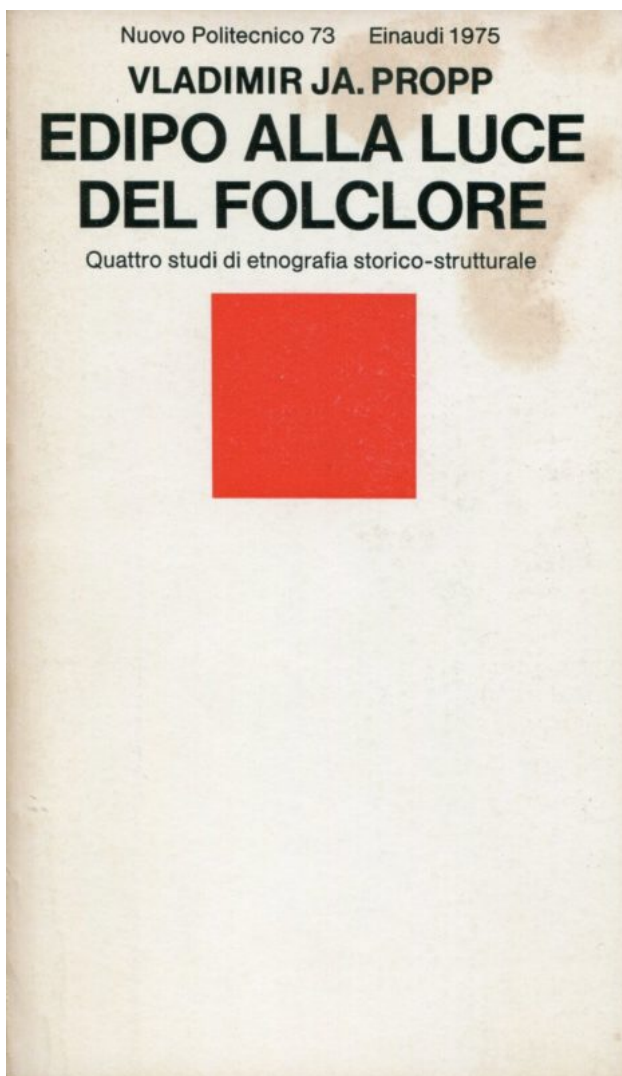 Nuovo Politecnico 73 Einaudi 1975
VLADIMIR JA. PROPP
EDIPO ALLA LUCE
DEL FOLCLORE
Quattro studi di etnografia storico-strutturale